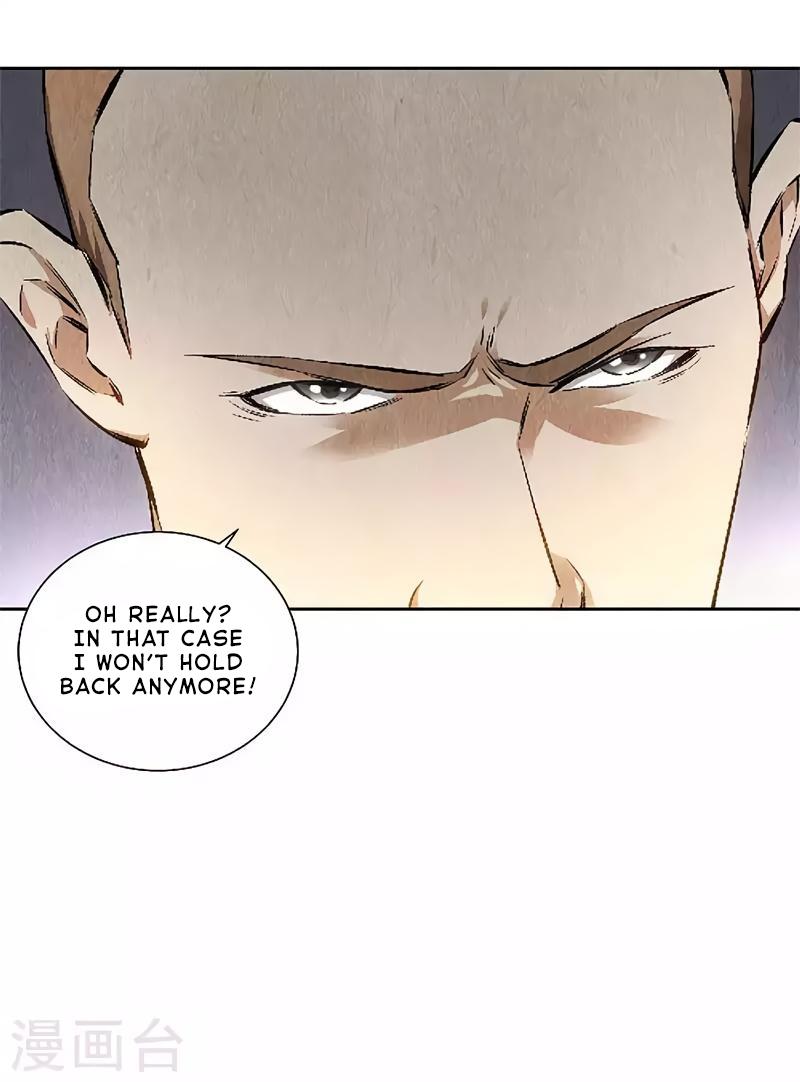 OH REALLY?
IN THAT CASE
I WON'T HOLD
BACK ANYMORE!
漫画台